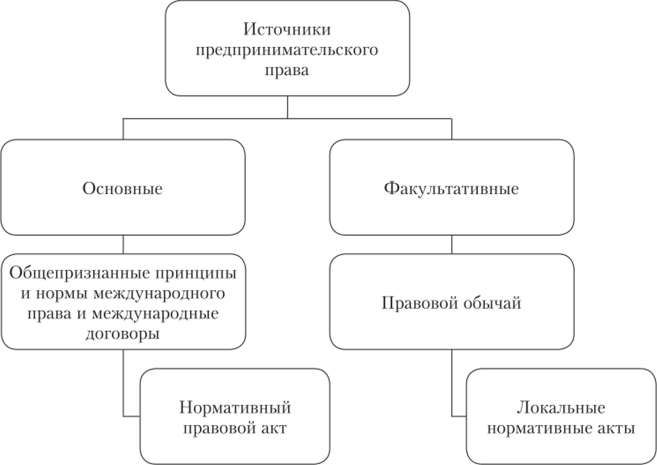 Источники
предпринимательского
права
Основные
Факультативные
Общепризнанные принципы
и нормы международного
права и международные
договоры
Правовой обычай
Нормативный
правовой акт
Локальные
нормативные акты